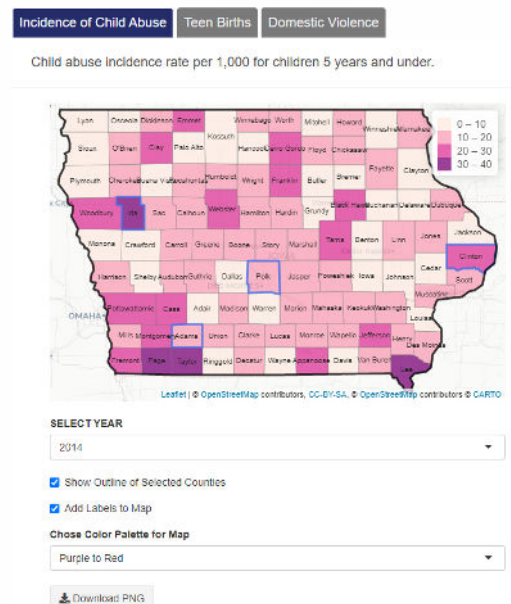 Incidence of Child Abuse Teen Births Domestic Violence
Child abuse incidence rate per 1,000 for children 5 years and under.
Lyon Osceola Dickinson Emmet Winnebago Worth Mitchell Howard Winneshiek Allamakee
0 – 10
10 – 20
20 – 30
30 – 40
Sioux O'Brien Clay Palo Alto Kossuth Hancock Cerro Gordo Floyd Chickasaw
Plymouth Cherokee Buena Vista Pocahontas Humboldt Wright Franklin Butler Bremer Fayette Clayton
Woodbury Ida Sac Calhoun Webster Hamilton Hardin Grundy Black Hawk Buchanan Delaware Dubuque
Monona Crawford Carroll Greene Boone Story Marshall Tama Benton Linn Jones Jackson
Clinton
Harrison Shelby Audubon Guthrie Dallas Polk Jasper Poweshiek Iowa Johnson Cedar Scott
Muscatine
OMAHA
Pottawattamie Cass Adair Madison Warren Marion Mahaska Keokuk Washington
Louisa
Mills Montgomery Adams Union Clarke Lucas Monroe Wapello Jefferson Henry
Des Moines
Fremont Page Taylor Ringgold Decatur Wayne Appanoose Davis Van Buren Lee
Leaflet | © OpenStreetMap contributors, CC-BY-SA, © OpenStreetMap contributors © CARTO
SELECT YEAR
2014
Show Outline of Selected Counties
Add Labels to Map
Chose Color Palette for Map
Purple to Red
Download PNG